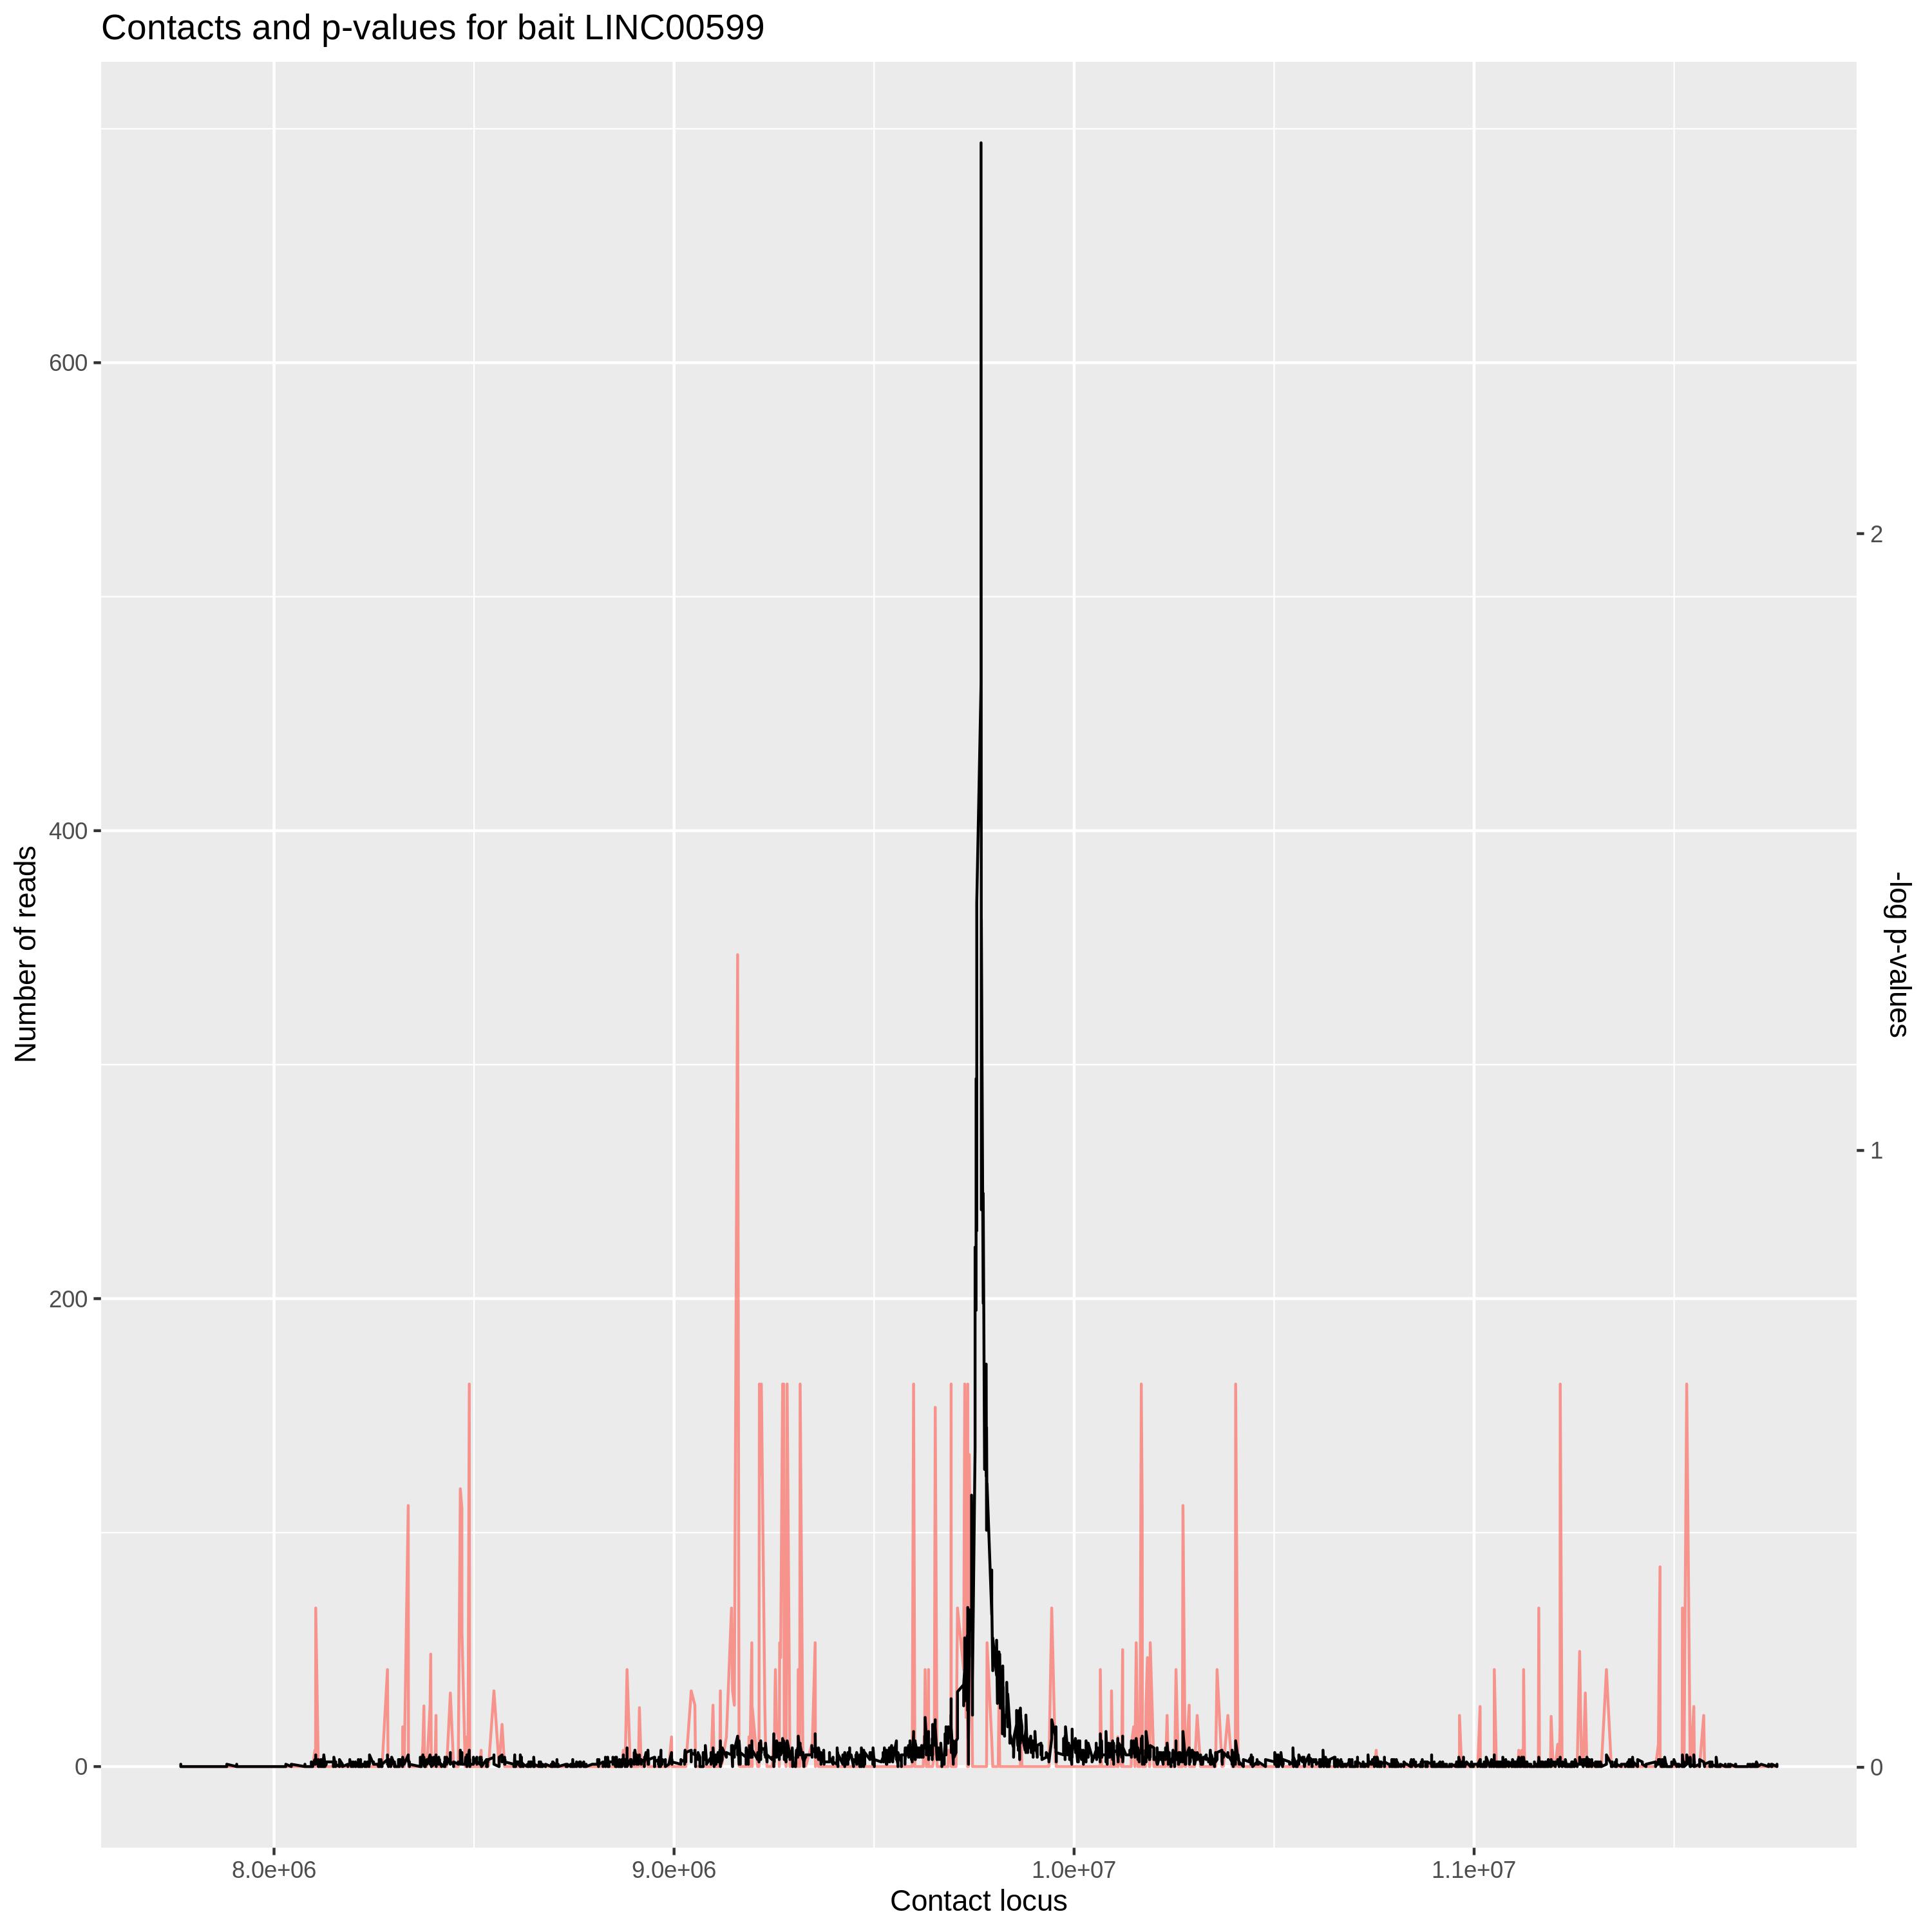 Contacts and p-values for bait LINC00599
600
400
200
0
2
1
0
Number of reads
-log p-values
8.0e+06
9.0e+06
1.0e+07
1.1e+07
Contact locus